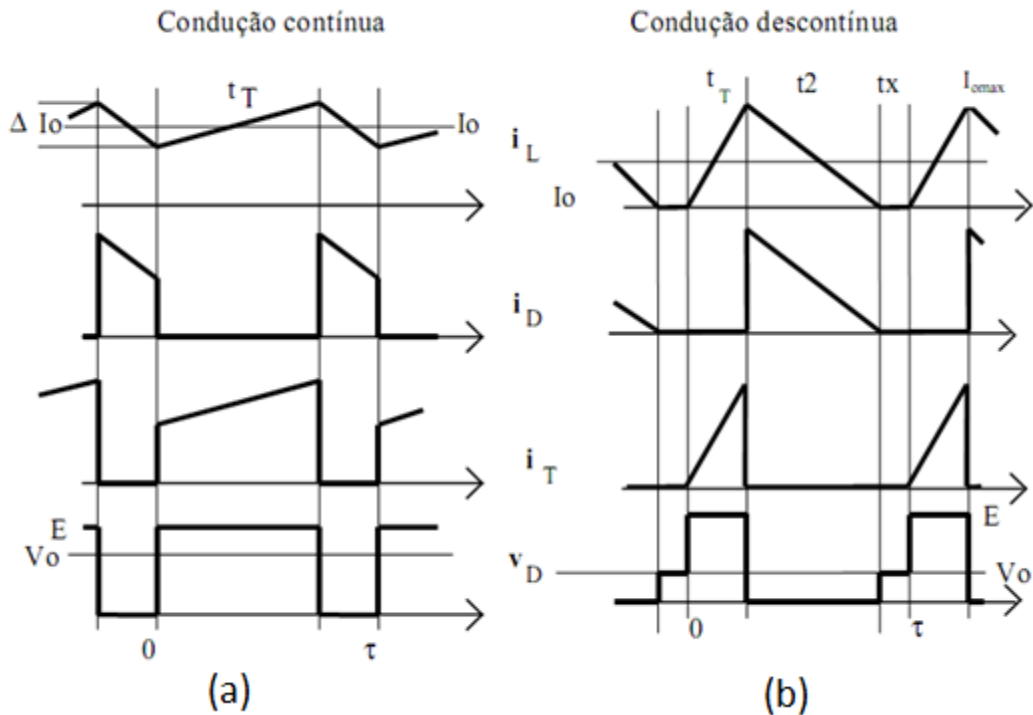 Condução contínua
Condução descontínua
t T
Δ Io
Io
t T
t2
tx
Iomax
i L
Io
i D
i T
E
Vo
v D
E
Vo
0
τ
0
τ
(a)
(b)